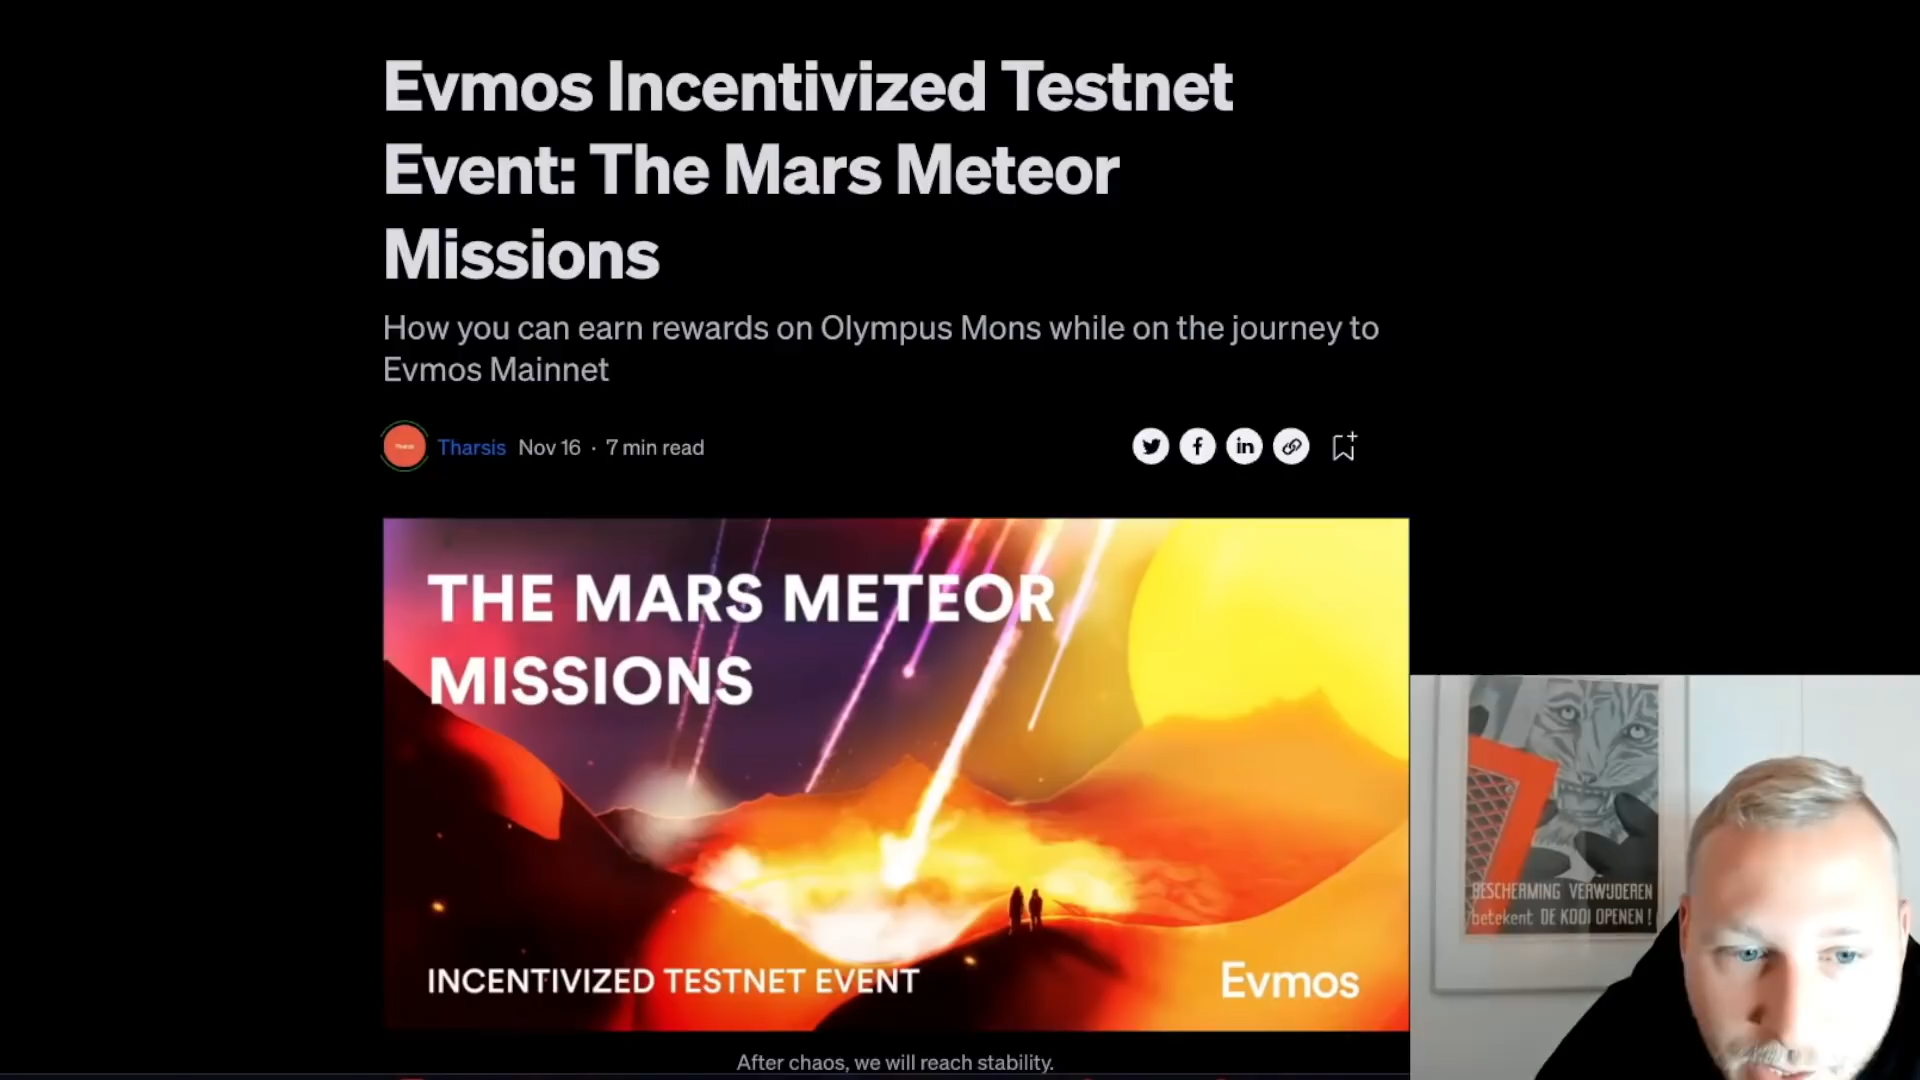 Evmos Incentivized Testnet
Event: The Mars Meteor
Missions
How you can earn rewards on Olympus Mons while on the journey to
Evmos Mainnet
Tharsis Nov 16 · 7 min read
THE MARS METEOR
MISSIONS
INCENTIVIZED TESTNET EVENT
Evmos
After chaos, we will reach stability.
BESCHERMING VERWIJDEREN
betekent DE KOOI OPENEN!